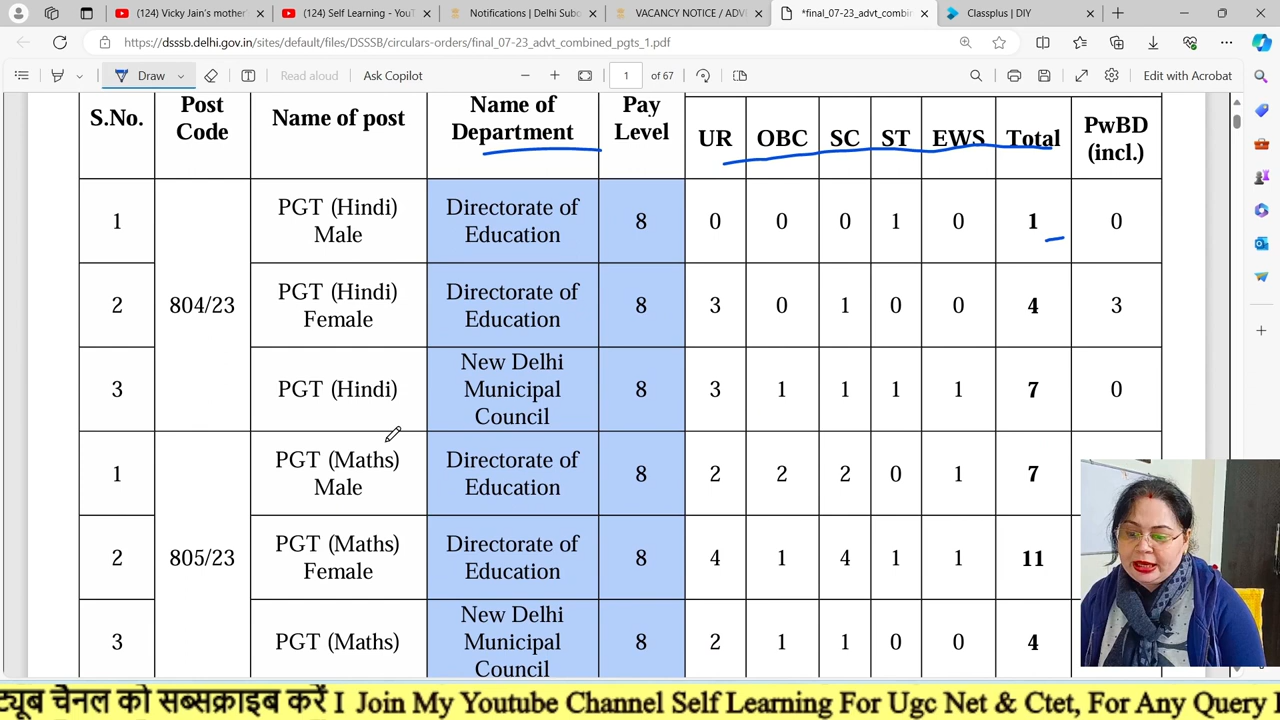 (124) Vicky Jain's mother
(124) Self Learning - YouT
Notifications | Delhi Subo
VACANCY NOTICE / ADVE
*final_07-23_advt_combin
Classplus | DIY
https://dsssb.delhi.gov.in/sites/default/files/DSSSB/circulars-orders/final_07-23_advt_combined_pgts_1.pdf
Draw
Read aloud
Ask Copilot
1 of 67
Edit with Acrobat
S.No.
Post
Code
Name of post
Name of
Department
Pay
Level
UR OBC SC ST EWS Total
PwBD
(incl.)
1
804/23
PGT (Hindi)
Male
Directorate of
Education
8 0 0 0 1 0 1 0
2
PGT (Hindi)
Female
Directorate of
Education
8 3 0 1 0 0 4 3
3
PGT (Hindi)
New Delhi
Municipal
Council
8 3 1 1 1 1 7 0
1
805/23
PGT (Maths)
Male
Directorate of
Education
8 2 2 2 0 1 7
2
PGT (Maths)
Female
Directorate of
Education
8 4 1 4 1 1 11
3
PGT (Maths)
New Delhi
Municipal
Council
8 2 1 1 0 0 4
ट्यूब चैनल को सब्सक्राइब करें I Join My Youtube Channel Self Learning For Ugc Net & Ctet, For Any Query